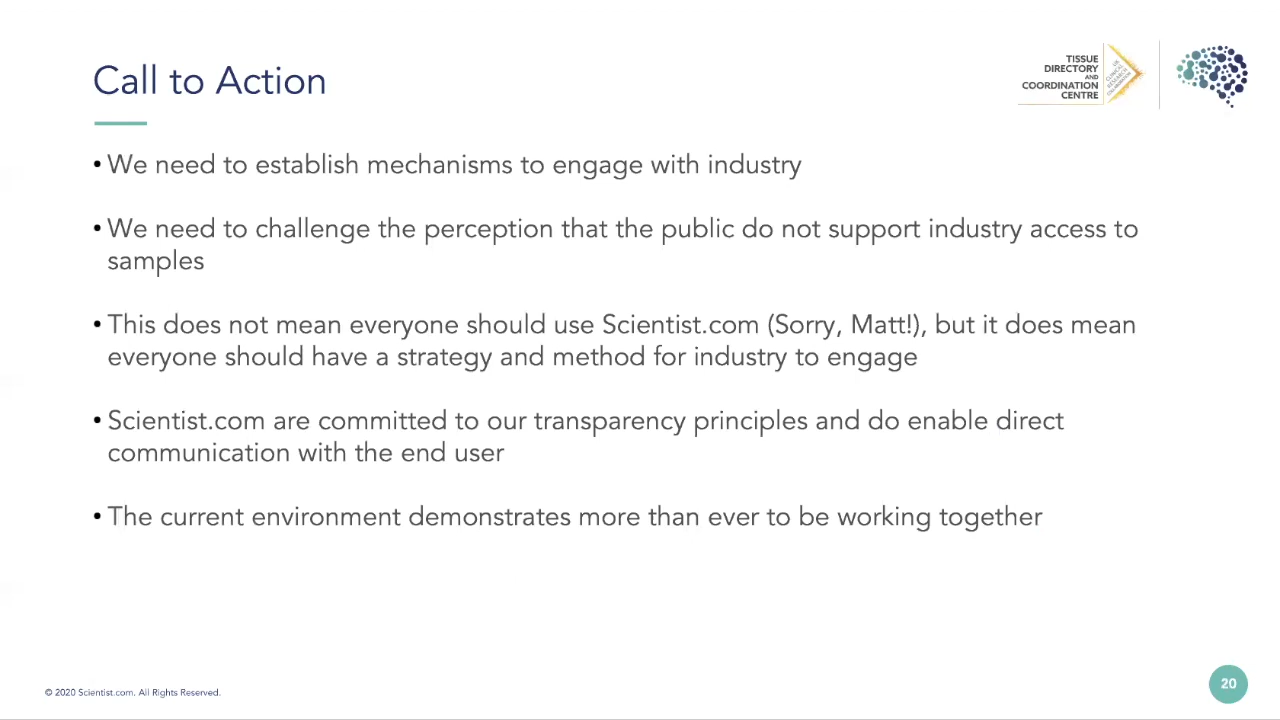 Call to Action
TISSUE
DIRECTORY
AND
COORDINATION
CENTRE
UK
CLINICAL
RESEARCH
COLLABORATION
• We need to establish mechanisms to engage with industry
• We need to challenge the perception that the public do not support industry access to
samples
• This does not mean everyone should use Scientist.com (Sorry, Matt!), but it does mean
everyone should have a strategy and method for industry to engage
• Scientist.com are committed to our transparency principles and do enable direct
communication with the end user
• The current environment demonstrates more than ever to be working together
© 2020 Scientist.com. All Rights Reserved.
20